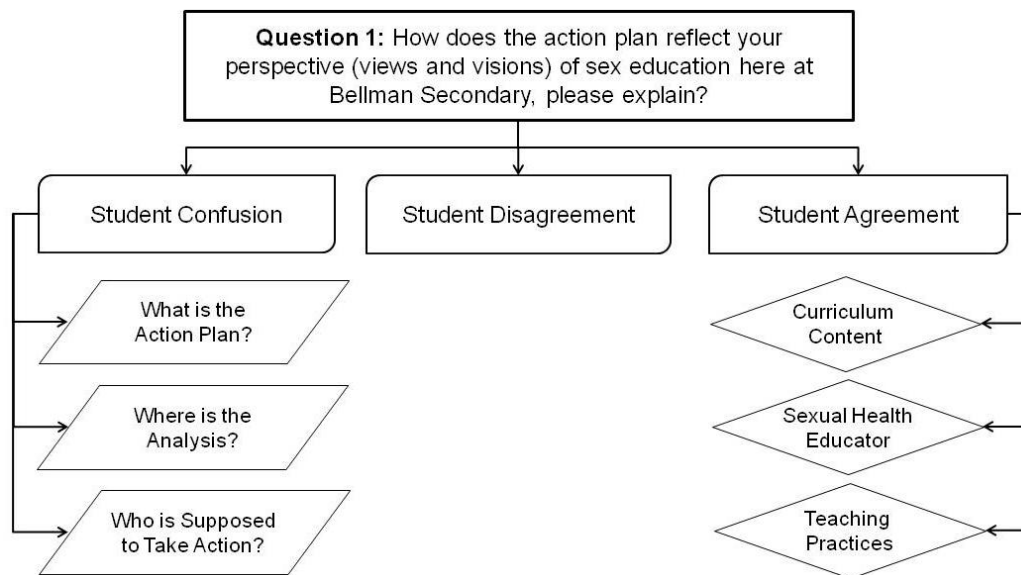 Question 1: How does the action plan reflect your
perspective (views and visions) of sex education here at
Bellman Secondary, please explain?
Student Confusion
Student Disagreement
Student Agreement
What is the
Action Plan?
Where is the
Analysis?
Who is Supposed
to Take Action?
Curriculum
Content
Sexual Health
Educator
Teaching
Practices